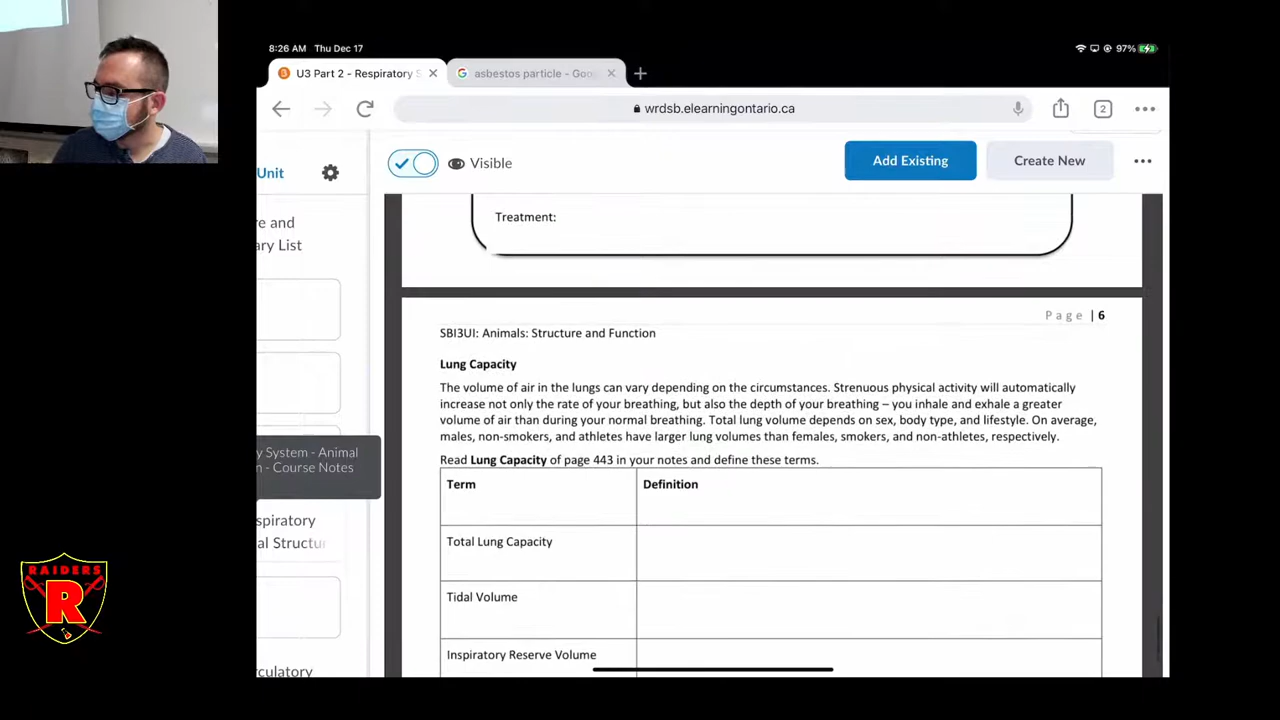 8:26 AM Thu Dec 17
97%
U3 Part 2 - Respiratory S
asbestos particle - Goo
wrdsb.elearningontario.ca
2
Unit
Visible
Add Existing
Create New
re and
ary List
y System - Animal
n - Course Notes
spiratory
al Structu
rculatory
Treatment:
Page | 6
SBI3UI: Animals: Structure and Function
Lung Capacity
The volume of air in the lungs can vary depending on the circumstances. Strenuous physical activity will automatically
increase not only the rate of your breathing, but also the depth of your breathing – you inhale and exhale a greater
volume of air than during your normal breathing. Total lung volume depends on sex, body type, and lifestyle. On average,
males, non-smokers, and athletes have larger lung volumes than females, smokers, and non-athletes, respectively.
Read Lung Capacity of page 443 in your notes and define these terms.
Term Definition
Total Lung Capacity
Tidal Volume
Inspiratory Reserve Volume
RAIDERS
R